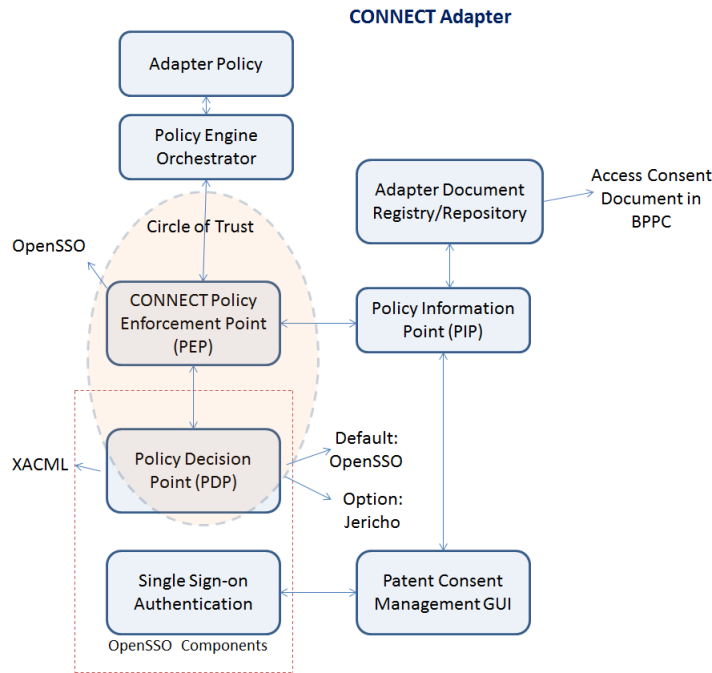 CONNECT Adapter
Adapter Policy
Policy Engine
Orchestrator
Adapter Document
Registry/Repository
Access Consent
Document in
BPPC
Circle of Trust
OpenSSO
CONNECT Policy
Enforcement Point
(PEP)
Policy Information
Point (PIP)
XACML
Policy Decision
Point (PDP)
Default:
OpenSSO
Option:
Jericho
Single Sign-on
Authentication
Patent Consent
Management GUI
OpenSSO Components